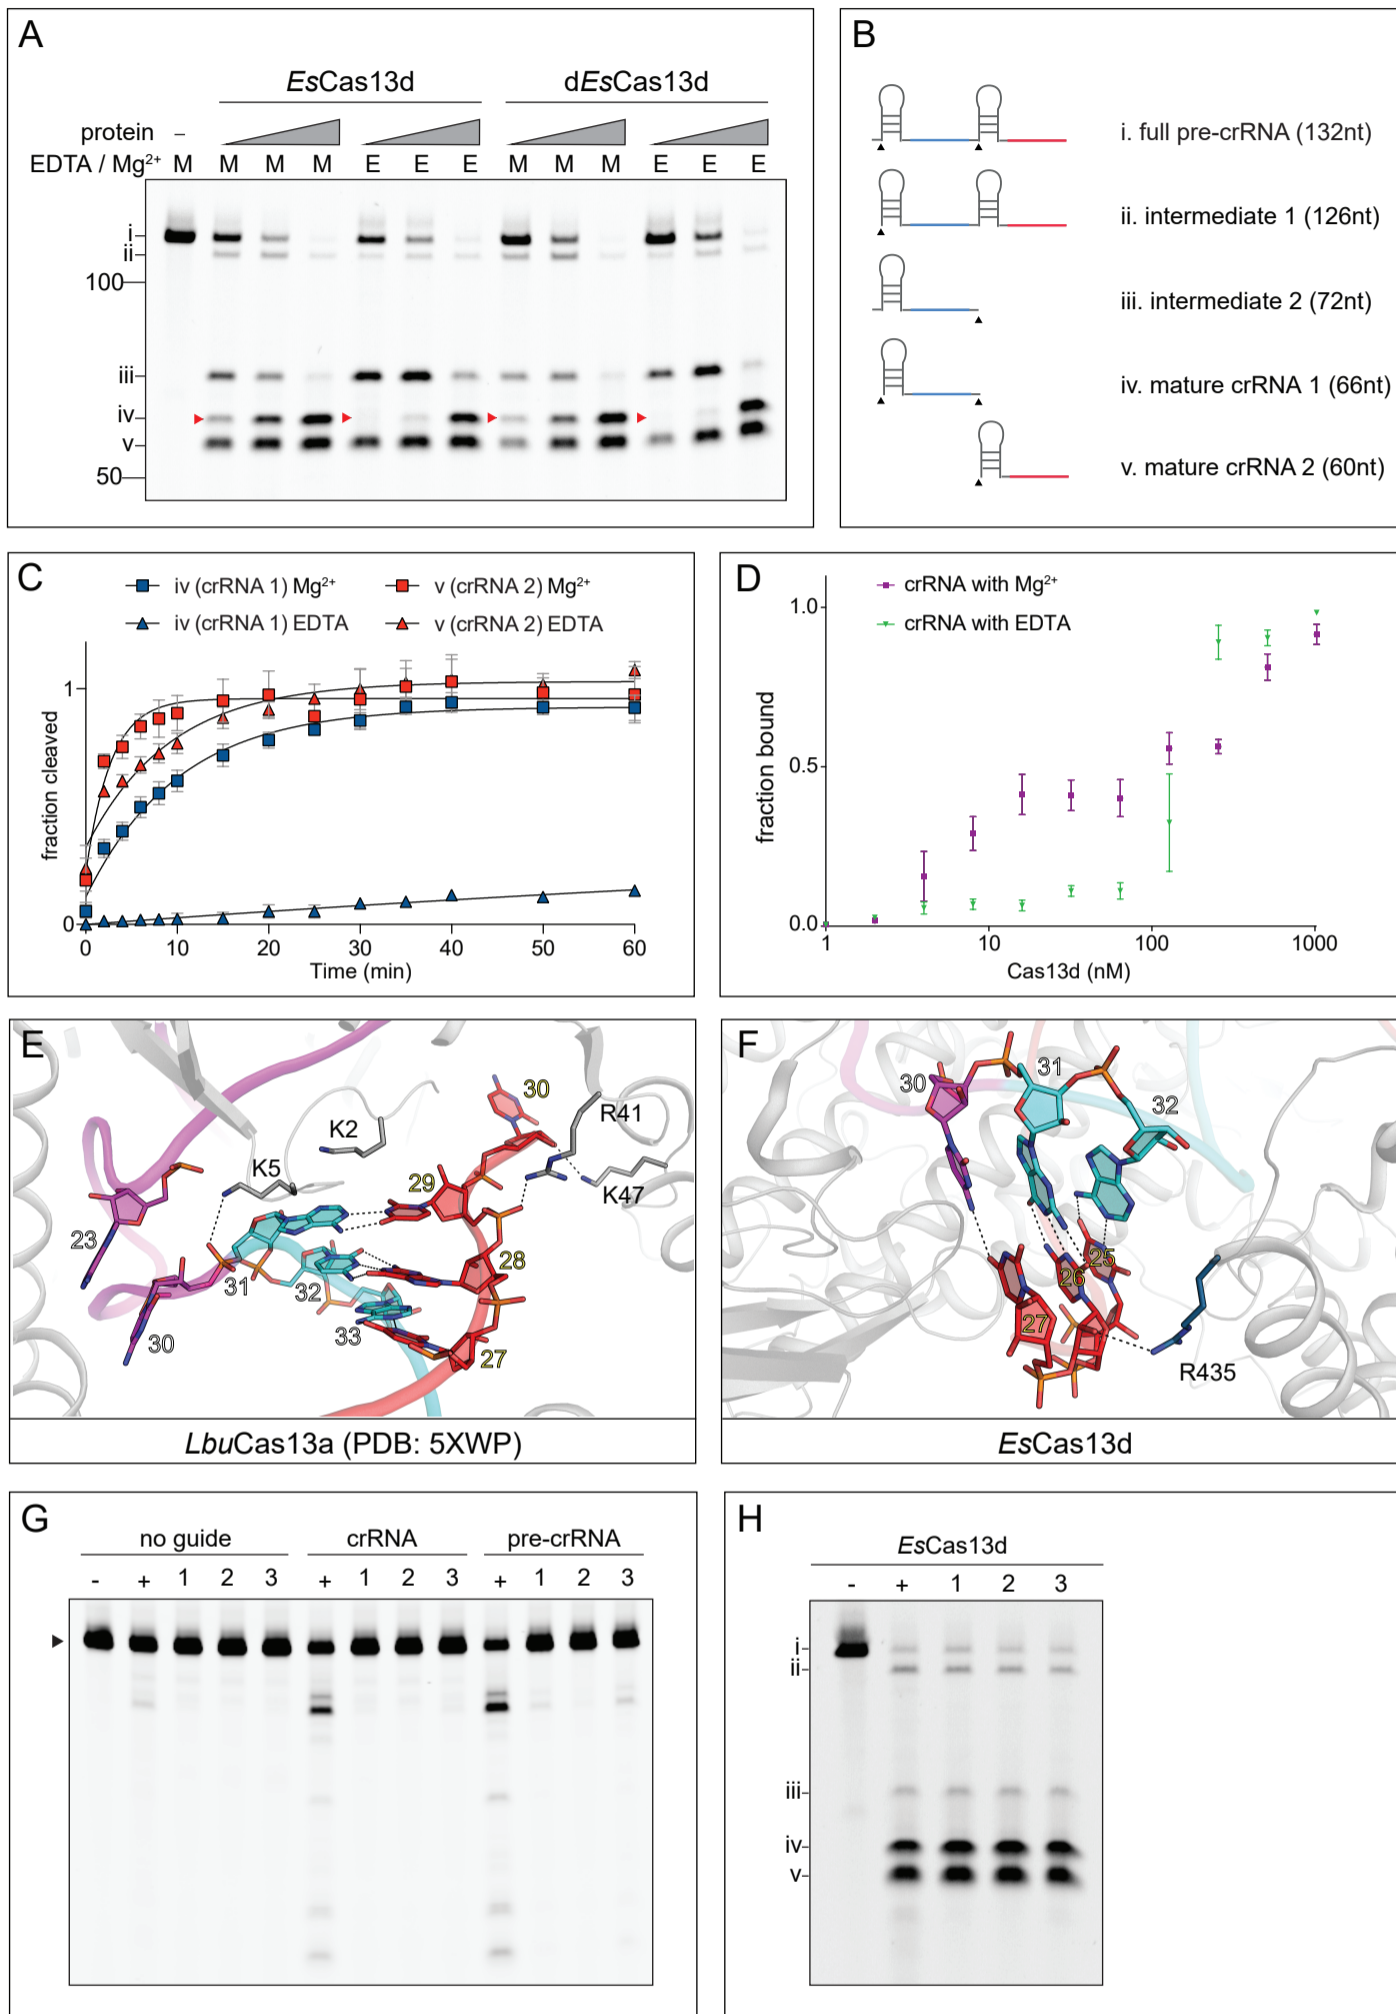 A
EsCas13d dEsCas13d
protein –
EDTA / Mg²⁺ M M M M E E E M M M E E E
i
ii
100
iii
iv
v
50
B
i. full pre-crRNA (132nt)
ii. intermediate 1 (126nt)
iii. intermediate 2 (72nt)
iv. mature crRNA 1 (66nt)
v. mature crRNA 2 (60nt)
C
iv (crRNA 1) Mg²⁺ v (crRNA 2) Mg²⁺
iv (crRNA 1) EDTA v (crRNA 2) EDTA
fraction cleaved
1
0
0 10 20 30 40 50 60
Time (min)
D
crRNA with Mg²⁺
crRNA with EDTA
fraction bound
1.0
0.5
0.0
1 10 100 1000
Cas13d (nM)
E
30
R41
K2
K5
29
K47
23
28
31
32
30
33
27
LbuCas13a (PDB: 5XWP)
F
31
30
32
25
26
27
R435
EsCas13d
G
no guide crRNA pre-crRNA
- + 1 2 3 + 1 2 3 + 1 2 3
H
EsCas13d
- + 1 2 3
i
ii
iii
iv
v